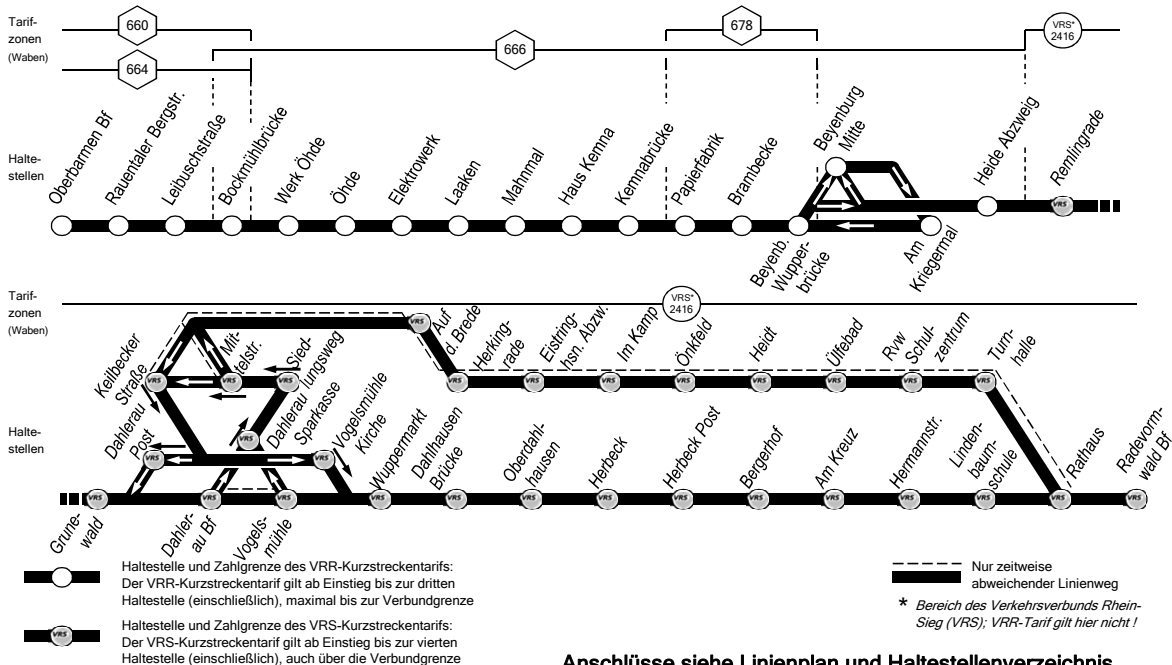 Tarif-
zonen
(Waben)
660
664
666
678
VRS*
2416
Halte-
stellen
Oberbarmen Bf
Rauentaler Bergstr.
Leibuschstraße
Bockmühlbrücke
Werk Öhde
Öhde
Elektrowerk
Laaken
Mahnmal
Haus Kemna
Kemnabrücke
Papierfabrik
Brambecke
Beyenb.
Wupper-
brücke
Beyenburg
Mitte
Am
Kriegermal
Heide Abzweig
Remlingrade
VRS
Tarif-
zonen
(Waben)
VRS*
2416
Halte-
stellen
Keilbecker
Straße
Mit-
telstr.
Sied-
lungsweg
Auf
d. Brede
Herking-
rade
Eistring-
hsn. Abzw.
Im Kamp
Önkfeld
Heidt
Ülfebad
Rvw
Schul-
zentrum
Turn-
halle
Dahlerau
Post
Dahlerau
Sparkasse
Vogelsmühle
Kirche
Grune-
wald
Dahler-
au Bf
Vogels-
mühle
Wuppermarkt
Dahlhausen
Brücke
Oberdahl-
hausen
Herbeck
Herbeck Post
Bergerhof
Am Kreuz
Hermannstr.
Linden-
baum-
schule
Rathaus
Radevorm-
wald Bf
Haltestelle und Zahlgrenze des VRR-Kurzstreckentarifs:
Der VRR-Kurzstreckentarif gilt ab Einstieg bis zur dritten
Haltestelle (einschließlich), maximal bis zur Verbundgrenze
VRS
Haltestelle und Zahlgrenze des VRS-Kurzstreckentarifs:
Der VRS-Kurzstreckentarif gilt ab Einstieg bis zur vierten
Haltestelle (einschließlich), auch über die Verbundgrenze
Nur zeitweise
abweichender Linienweg
* Bereich des Verkehrsverbunds Rhein-
Sieg (VRS); VRR-Tarif gilt hier nicht !
Anschlüsse siehe Linienplan und Haltestellenverzeichnis